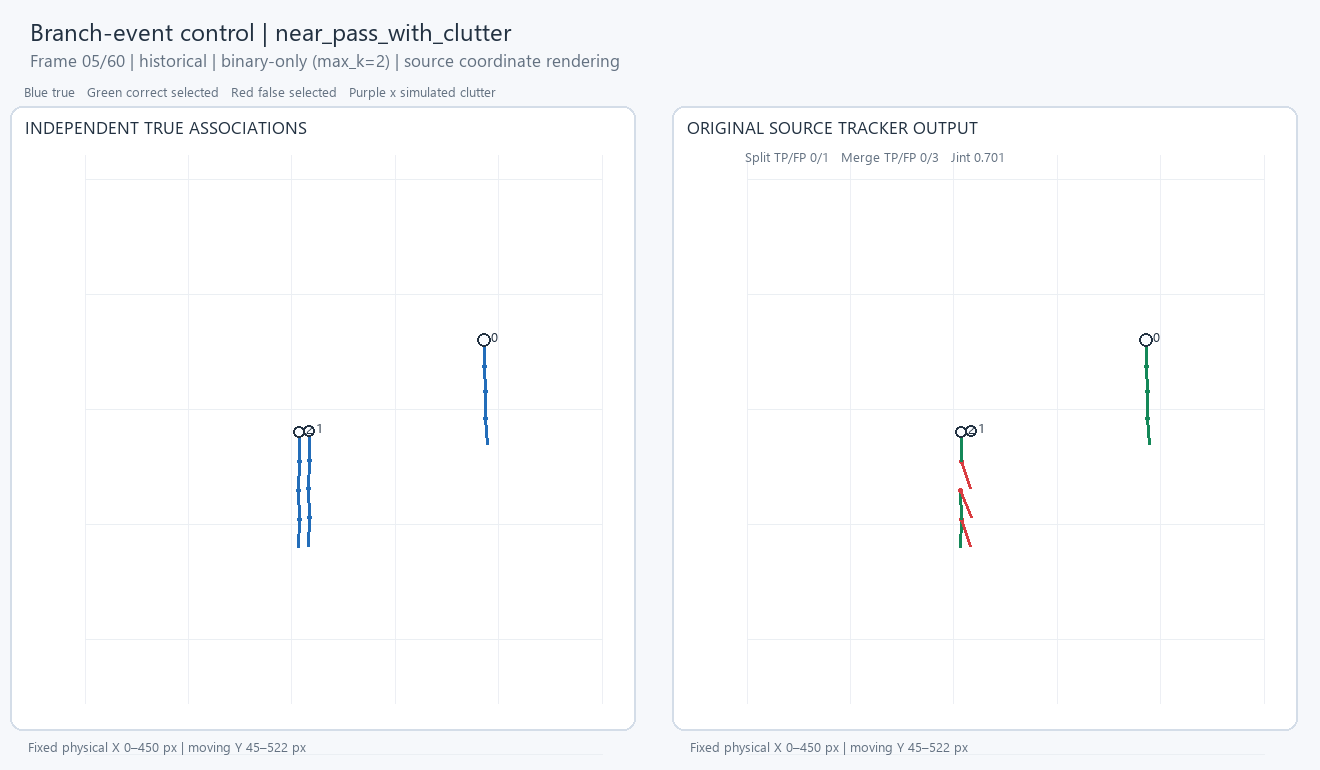 Branch-event control | near_pass_with_clutter
Frame 05/60 | historical | binary-only (max_k=2) | source coordinate rendering
Blue true Green correct selected Red false selected Purple x simulated clutter
INDEPENDENT TRUE ASSOCIATIONS
0
2 1
Fixed physical X 0–450 px | moving Y 45–522 px
ORIGINAL SOURCE TRACKER OUTPUT
Split TP/FP 0/1 Merge TP/FP 0/3 Jint 0.701
0
2 1
Fixed physical X 0–450 px | moving Y 45–522 px